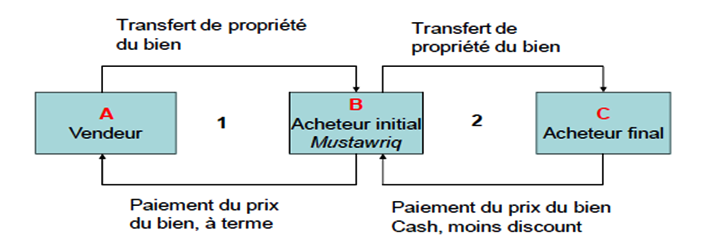 Transfert de propriété
du bien
Transfert de
propriété du bien
A
Vendeur
1
B
Acheteur initial
Mustawriq
2
C
Acheteur final
Paiement du prix
du bien, à terme
Paiement du prix du bien
Cash, moins discount